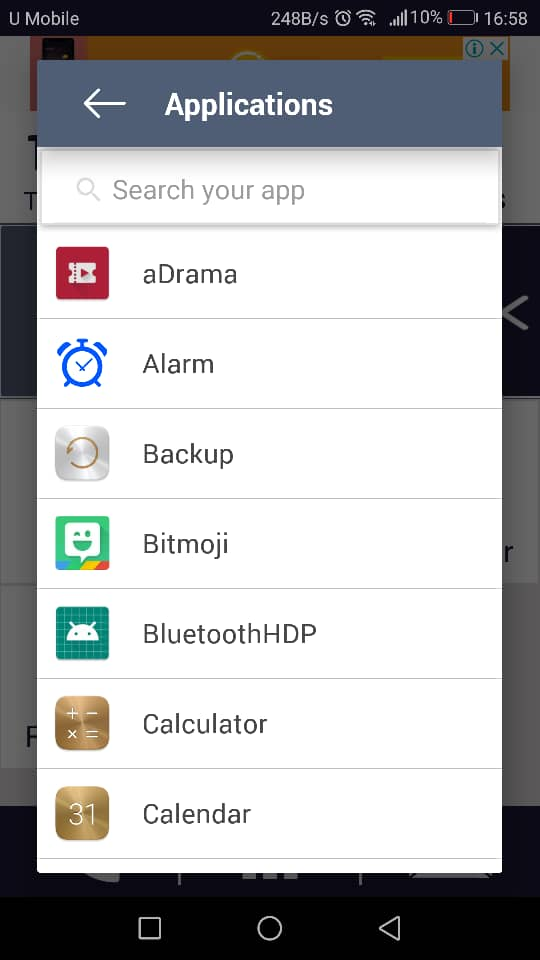 U Mobile 248B/s 10% 16:58
Applications
Search your app
aDrama
Alarm
Backup
Bitmoji
BluetoothHDP
Calculator
31 Calendar